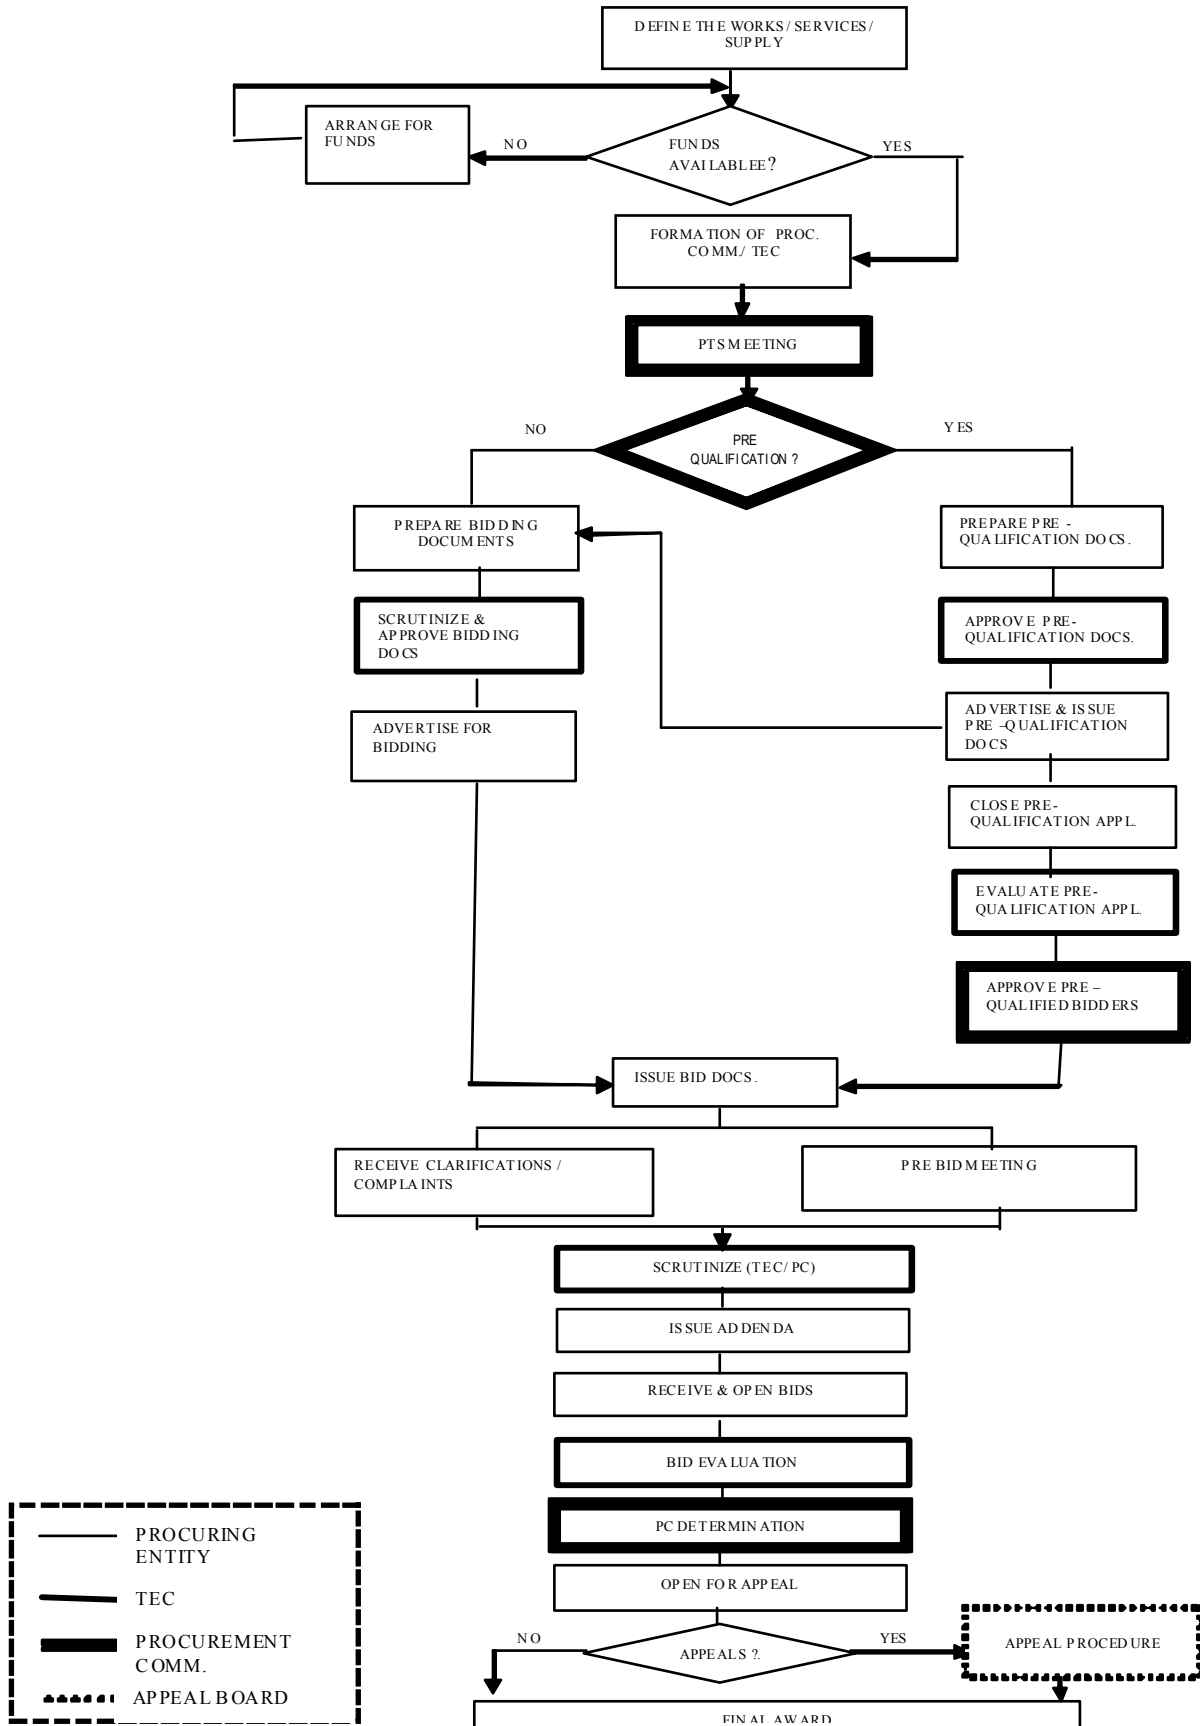 DEFINE THE WORKS/ SERVICES/
SUPPLY
ARRANGE FOR
FUNDS
NO
FUNDS
AVAILABLEE?
YES
FORMATION OF PROC.
COMM./ TEC
PTS MEETING
NO
PRE
QUALIFICATION ?
YES
PREPARE BIDDING
DOCUMENTS
PREPARE PRE -
QUALIFICATION DOCS.
SCRUTINIZE &
APPROVE BIDDING
DOCS
APPROVE PRE-
QUALIFICATION DOCS.
ADVERTISE FOR
BIDDING
ADVERTISE & ISSUE
PRE –QUALIFICATION
DOCS
CLOSE PRE-
QUALIFICATION APPL.
EVALUATE PRE-
QUALIFICATION APPL.
APPROVE PRE –
QUALIFIED BIDDERS
ISSUE BID DOCS.
RECEIVE CLARIFICATIONS /
COMPLAINTS
PRE BID MEETING
SCRUTINIZE (TEC/ PC)
ISSUE ADDENDA
RECEIVE & OPEN BIDS
BID EVALUATION
PC DETERMINATION
OPEN FOR APPEAL
NO
APPEALS ?.
YES
APPEAL PROCEDURE
FINAL AWARD
PROCURING
ENTITY
TEC
PROCUREMENT
COMM.
APPEAL BOARD